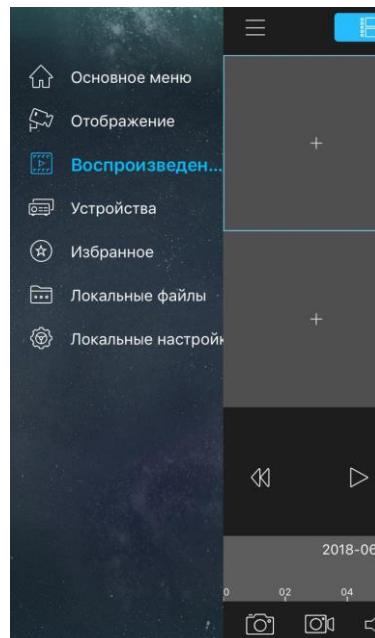 Основное меню
Отображение
Воспроизведен...
Устройства
Избранное
Локальные файлы
Локальные настройк
2018-06
0 02 04